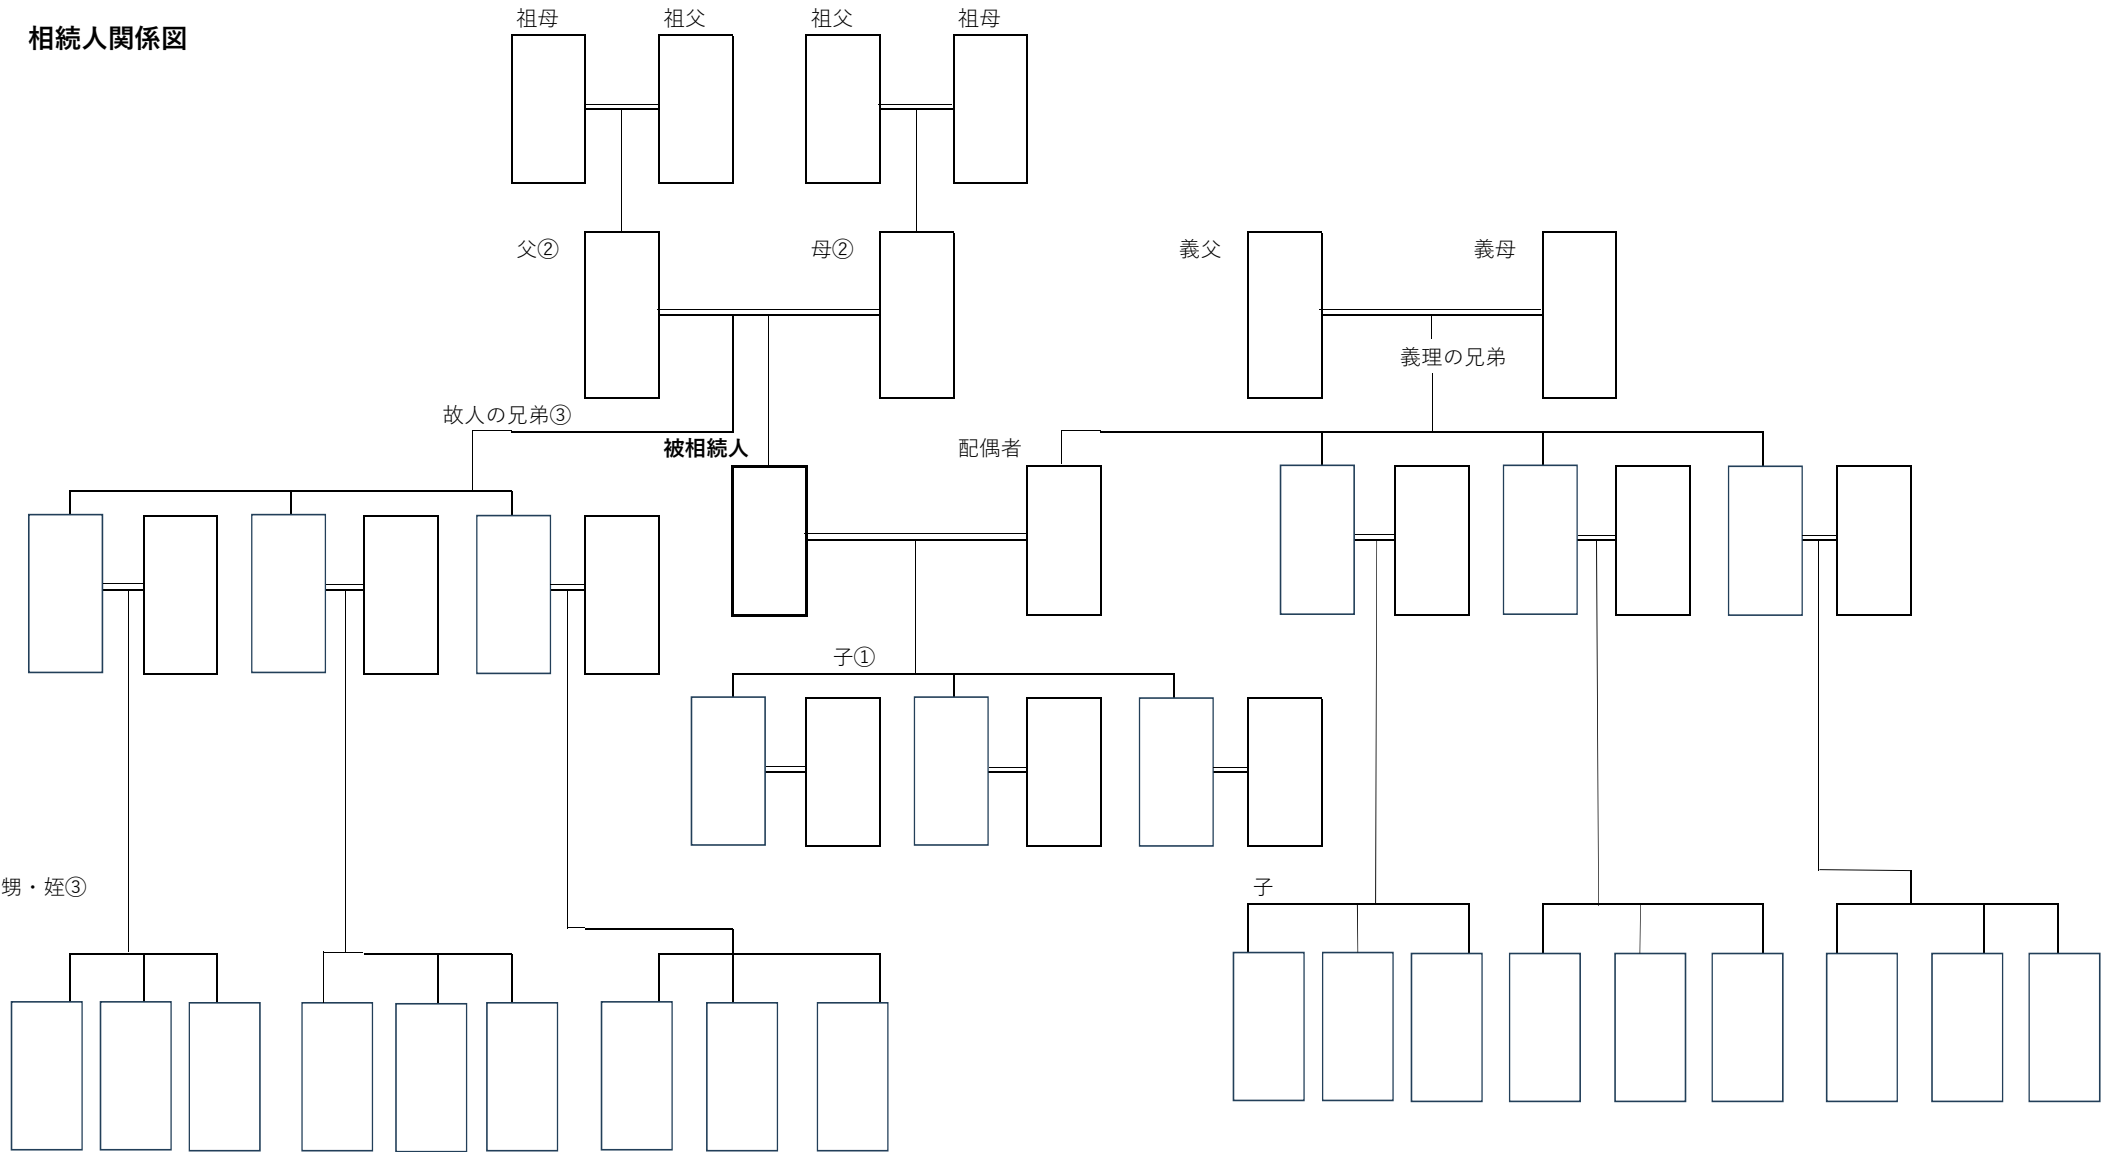 相続人関係図
祖母
祖父
祖父
祖母
父②
母②
義父
義母
義理の兄弟
故人の兄弟③
被相続人
配偶者
子①
甥・姪③
子